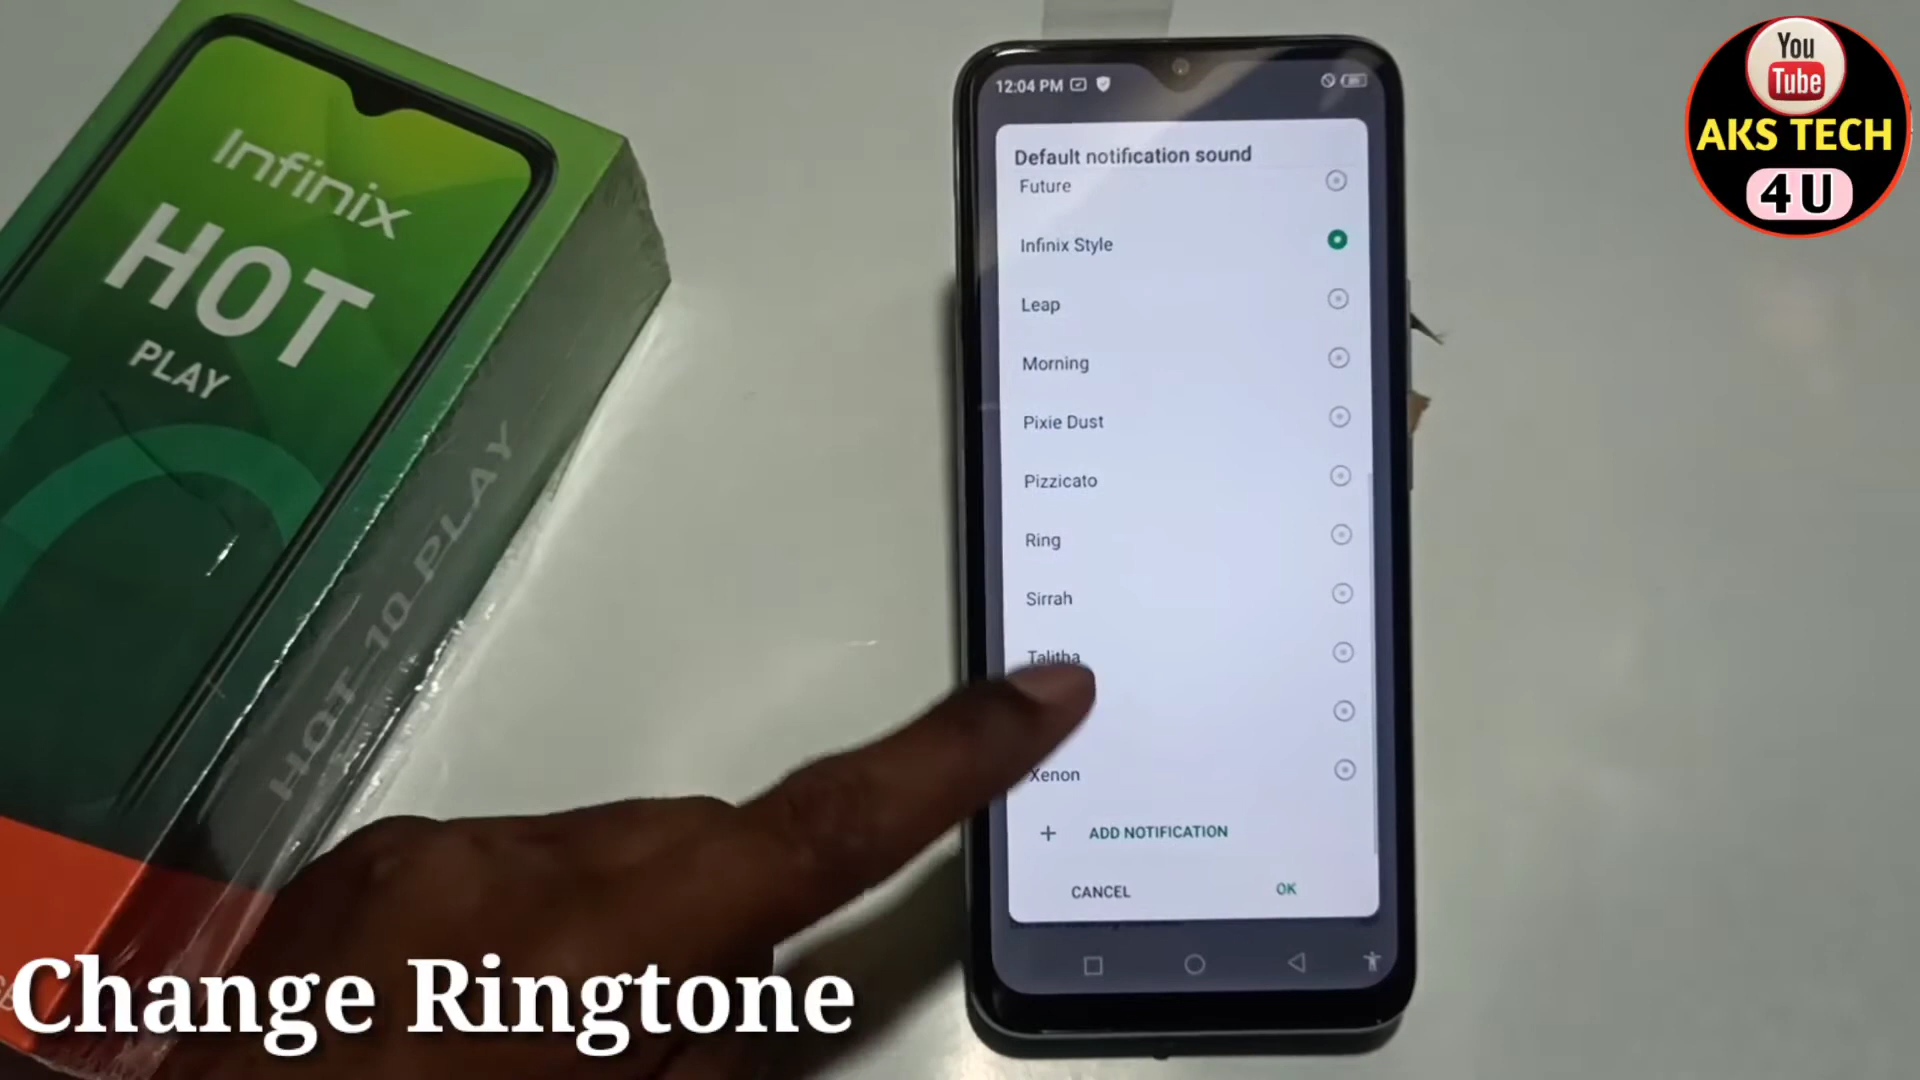 Infinix
HOT
PLAY
HOT 10 PLAY
12:04 PM
Default notification sound
Future
Infinix Style
Leap
Morning
Pixie Dust
Pizzicato
Ring
Sirrah
Talitha
Xenon
+ ADD NOTIFICATION
CANCEL
OK
You
Tube
AKS TECH
4U
Change Ringtone